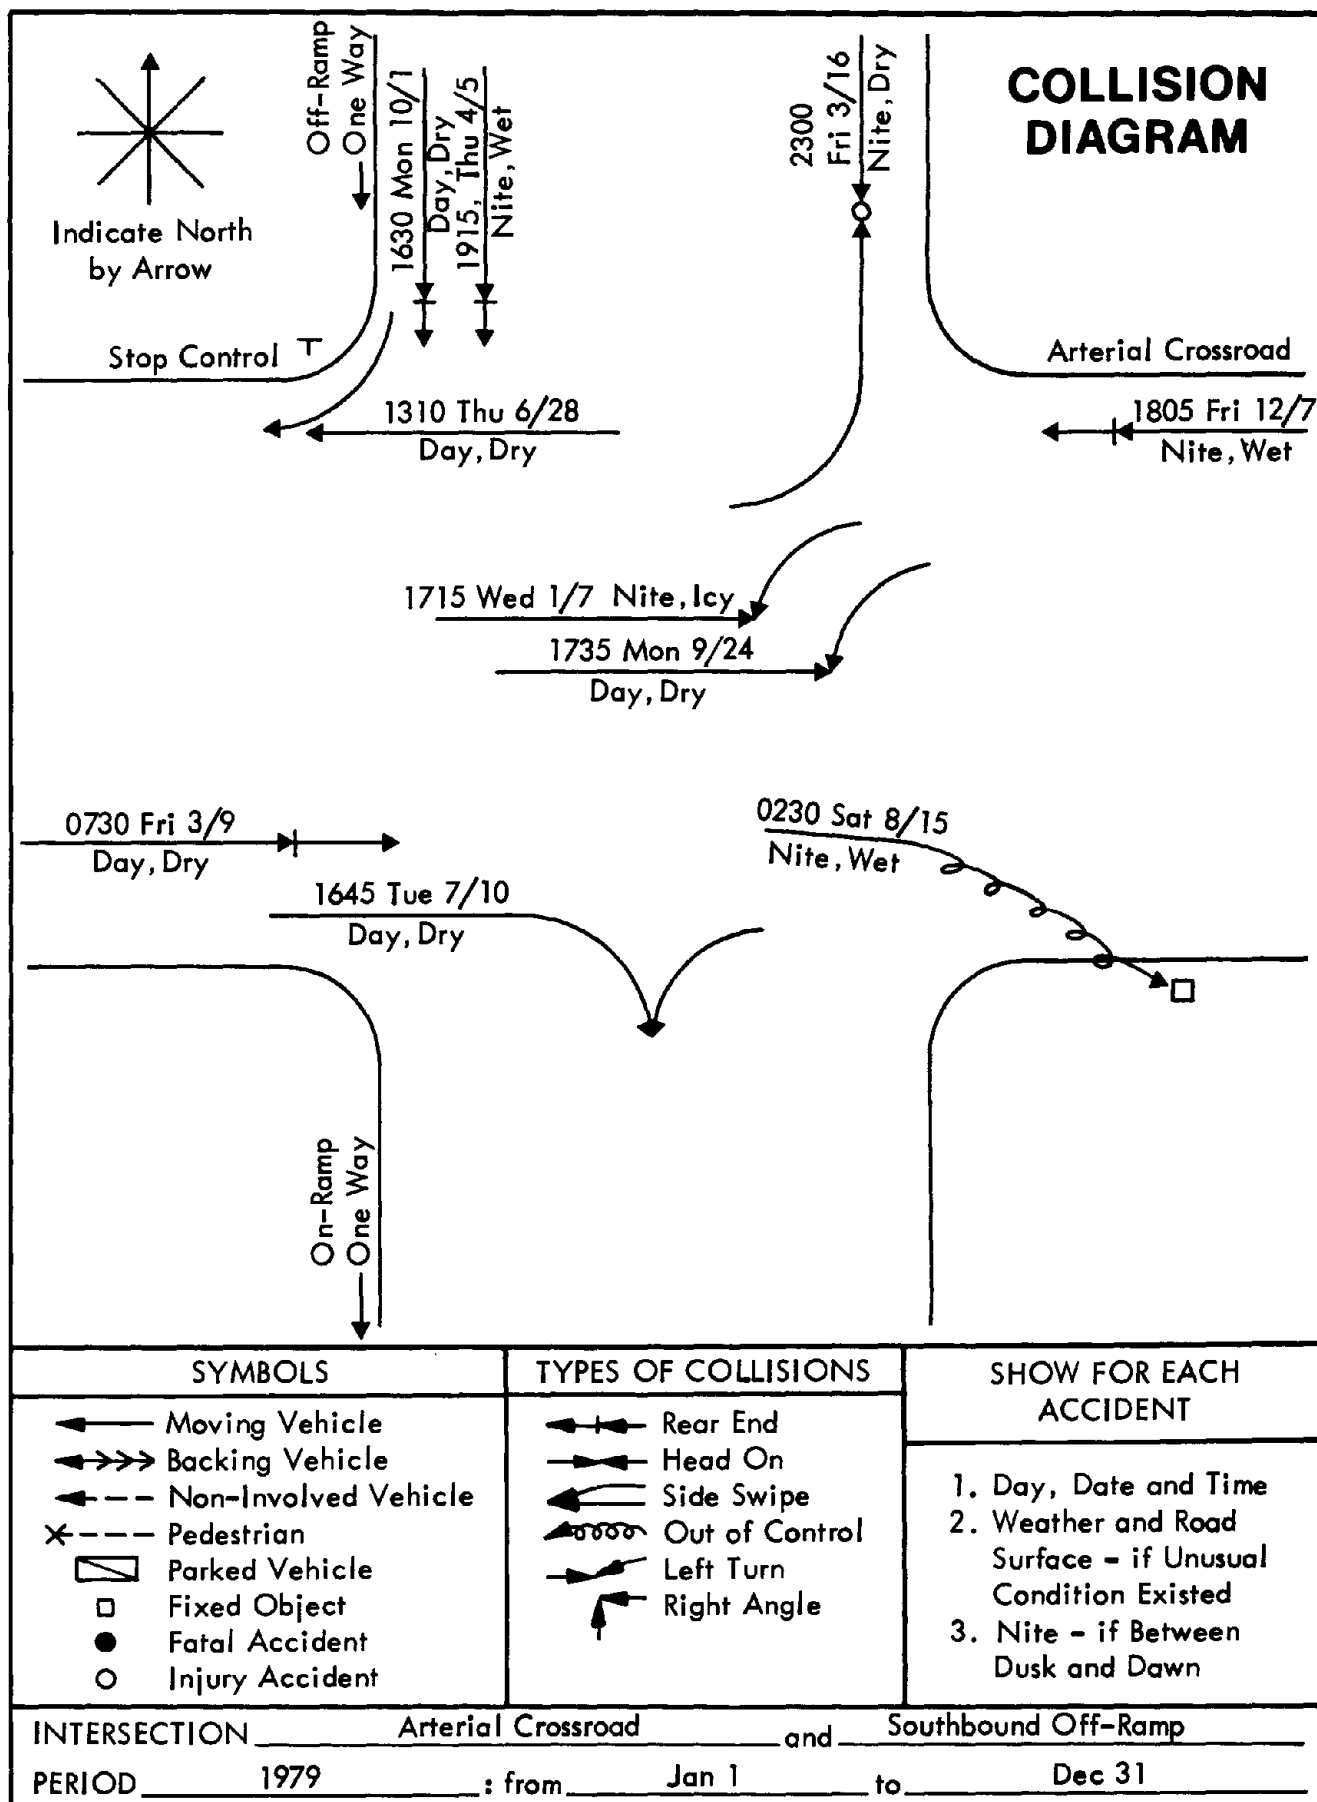 COLLISION
DIAGRAM
Indicate North
by Arrow
Off-Ramp
One Way
1630 Mon 10/1
Day, Dry
1915, Thu 4/5
Nite, Wet
2300
Fri 3/16
Nite, Dry
Stop Control
Arterial Crossroad
1310 Thu 6/28
Day, Dry
1805 Fri 12/7
Nite, Wet
1715 Wed 1/7 Nite, Icy
1735 Mon 9/24
Day, Dry
0730 Fri 3/9
Day, Dry
0230 Sat 8/15
Nite, Wet
1645 Tue 7/10
Day, Dry
On-Ramp
One Way
SYMBOLS
Moving Vehicle
Backing Vehicle
Non-Involved Vehicle
Pedestrian
Parked Vehicle
Fixed Object
Fatal Accident
Injury Accident
TYPES OF COLLISIONS
Rear End
Head On
Side Swipe
Out of Control
Left Turn
Right Angle
SHOW FOR EACH
ACCIDENT
1. Day, Date and Time
2. Weather and Road
Surface - if Unusual
Condition Existed
3. Nite - if Between
Dusk and Dawn
INTERSECTION Arterial Crossroad and Southbound Off-Ramp
PERIOD 1979 : from Jan 1 to Dec 31